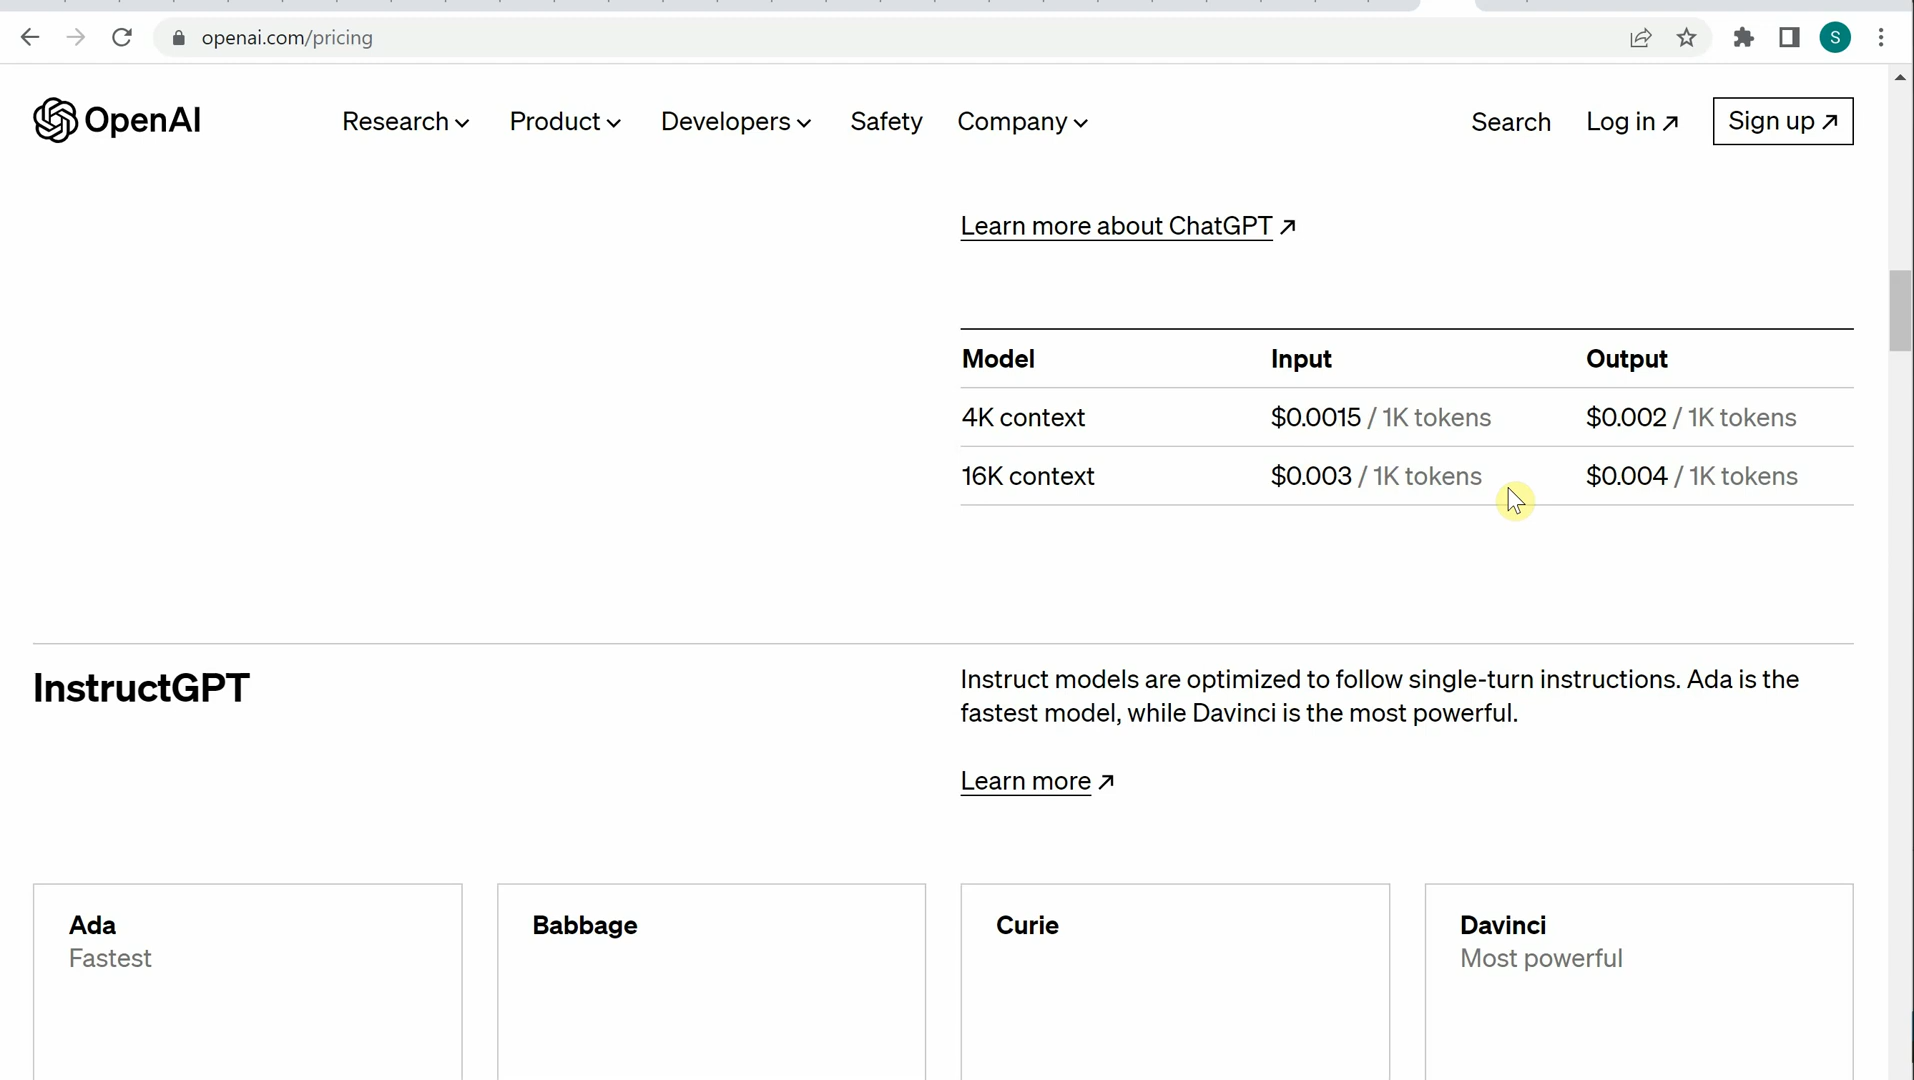 openai.com/pricing
S
OpenAI
Research
Product
Developers
Safety
Company
Search
Log in ↗
Sign up ↗
Learn more about ChatGPT ↗
Model Input Output
4K context $0.0015 / 1K tokens $0.002 / 1K tokens
16K context $0.003 / 1K tokens $0.004 / 1K tokens
InstructGPT
Instruct models are optimized to follow single-turn instructions. Ada is the
fastest model, while Davinci is the most powerful.
Learn more ↗
Ada
Fastest
Babbage
Curie
Davinci
Most powerful